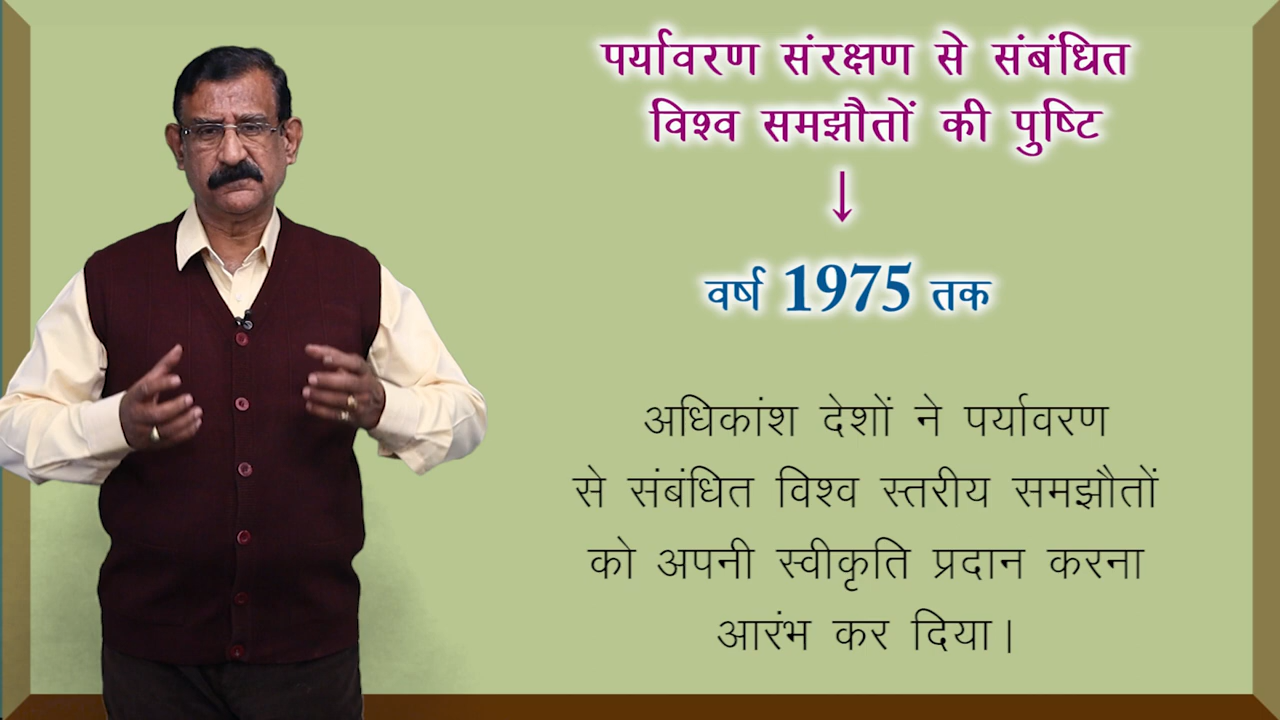 पर्यावरण संरक्षण से संबंधित
विश्व समझौतों की पुष्टि
↓
वर्ष 1975 तक
अधिकांश देशों ने पर्यावरण
से संबंधित विश्व स्तरीय समझौतों
को अपनी स्वीकृति प्रदान करना
आरंभ कर दिया।